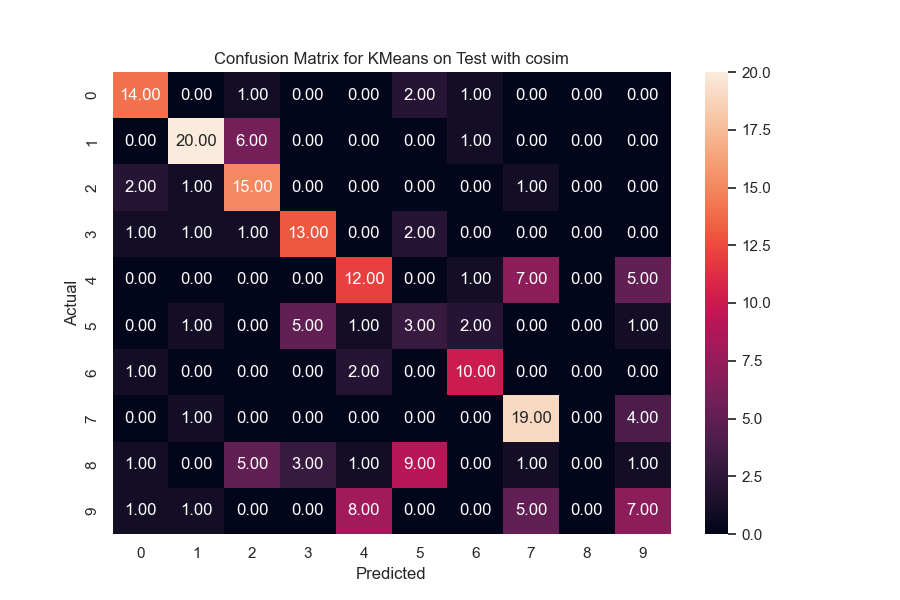 Confusion Matrix for KMeans on Test with cosim
0 14.00 0.00 1.00 0.00 0.00 2.00 1.00 0.00 0.00 0.00
1 0.00 20.00 6.00 0.00 0.00 0.00 1.00 0.00 0.00 0.00
2 2.00 1.00 15.00 0.00 0.00 0.00 0.00 1.00 0.00 0.00
3 1.00 1.00 1.00 13.00 0.00 2.00 0.00 0.00 0.00 0.00
4 0.00 0.00 0.00 0.00 12.00 0.00 1.00 7.00 0.00 5.00
5 0.00 1.00 0.00 5.00 1.00 3.00 2.00 0.00 0.00 1.00
6 1.00 0.00 0.00 0.00 2.00 0.00 10.00 0.00 0.00 0.00
7 0.00 1.00 0.00 0.00 0.00 0.00 0.00 19.00 0.00 4.00
8 1.00 0.00 5.00 3.00 1.00 9.00 0.00 1.00 0.00 1.00
9 1.00 1.00 0.00 0.00 8.00 0.00 0.00 5.00 0.00 7.00
0 1 2 3 4 5 6 7 8 9
Predicted
Actual
20.0
17.5
15.0
12.5
10.0
7.5
5.0
2.5
0.0